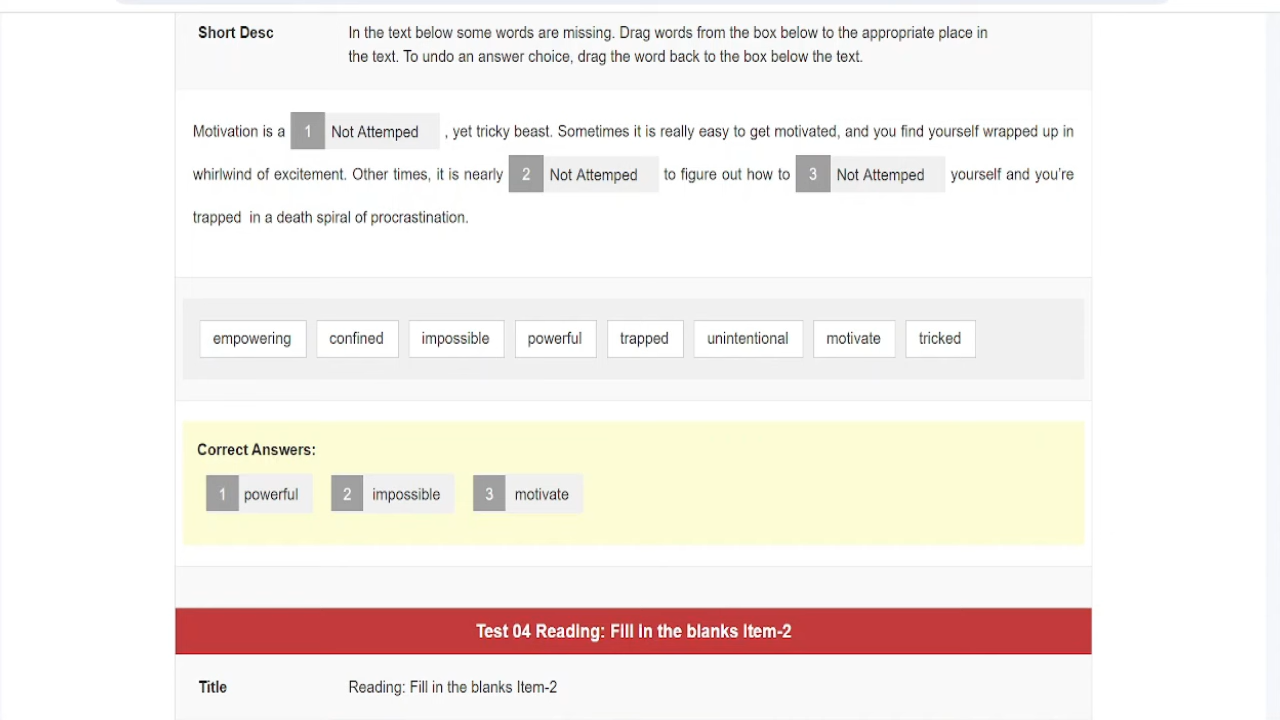 Short Desc In the text below some words are missing. Drag words from the box below to the appropriate place in
the text. To undo an answer choice, drag the word back to the box below the text.
Motivation is a 1 Not Attemped , yet tricky beast. Sometimes it is really easy to get motivated, and you find yourself wrapped up in
whirlwind of excitement. Other times, it is nearly 2 Not Attemped to figure out how to 3 Not Attemped yourself and you're
trapped in a death spiral of procrastination.
empowering confined impossible powerful trapped unintentional motivate tricked
Correct Answers:
1 powerful 2 impossible 3 motivate
Test 04 Reading: Fill in the blanks Item-2
Title Reading: Fill in the blanks Item-2